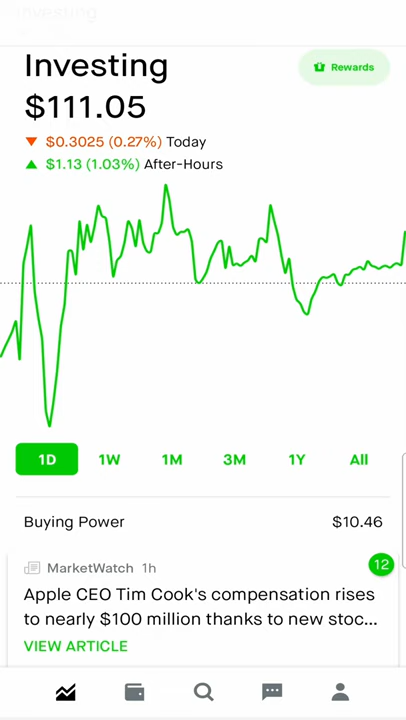 Investing
Investing
Rewards
$111.05
▼ $0.3025 (0.27%) Today
▲ $1.13 (1.03%) After-Hours
1D 1W 1M 3M 1Y All
Buying Power $10.46
MarketWatch 1h
12
Apple CEO Tim Cook's compensation rises
to nearly $100 million thanks to new stoc...
VIEW ARTICLE